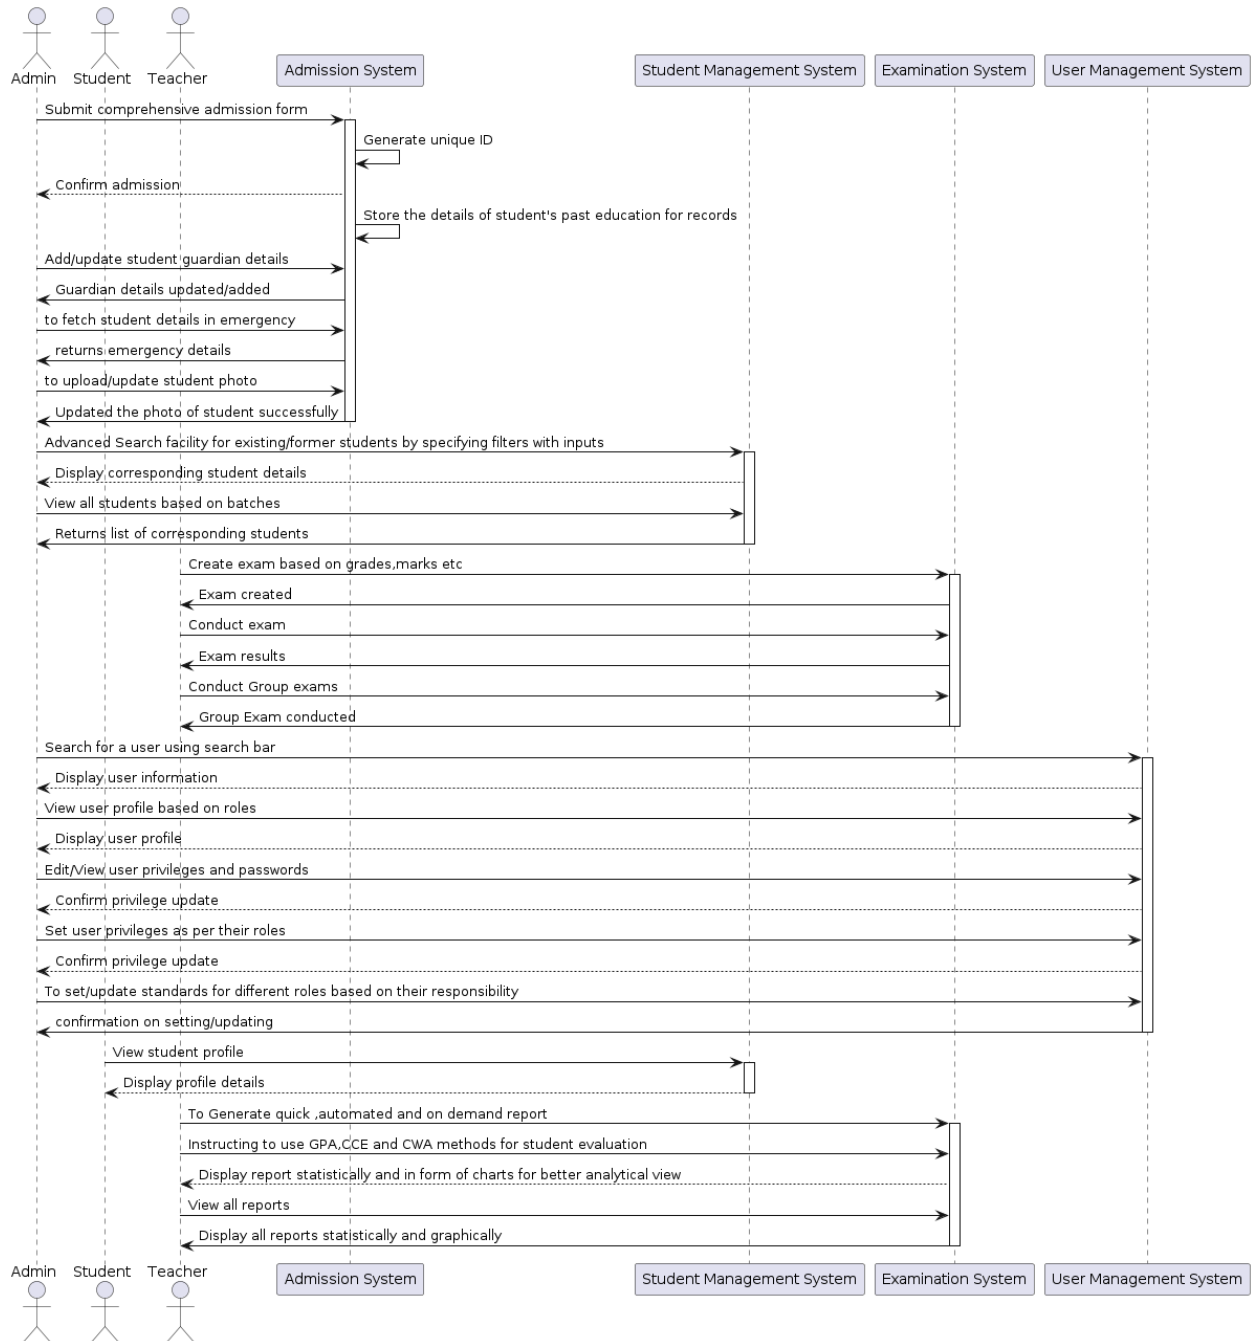 Admin
Student
Teacher
Admission System
Student Management System
Examination System
User Management System
Submit comprehensive admission form
Generate unique ID
Confirm admission
Store the details of student's past education for records
Add/update student guardian details
Guardian details updated/added
to fetch student details in emergency
returns emergency details
to upload/update student photo
Updated the photo of student successfully
Advanced Search facility for existing/former students by specifying filters with inputs
Display corresponding student details
View all students based on batches
Returns list of corresponding students
Create exam based on grades,marks etc
Exam created
Conduct exam
Exam results
Conduct Group exams
Group Exam conducted
Search for a user using search bar
Display user information
View user profile based on roles
Display user profile
Edit/View user privileges and passwords
Confirm privilege update
Set user privileges as per their roles
Confirm privilege update
To set/update standards for different roles based on their responsibility
confirmation on setting/updating
View student profile
Display profile details
To Generate quick ,automated and on demand report
Instructing to use GPA,CCE and CWA methods for student evaluation
Display report statistically and in form of charts for better analytical view
View all reports
Display all reports statistically and graphically
Admin
Student
Teacher
Admission System
Student Management System
Examination System
User Management System